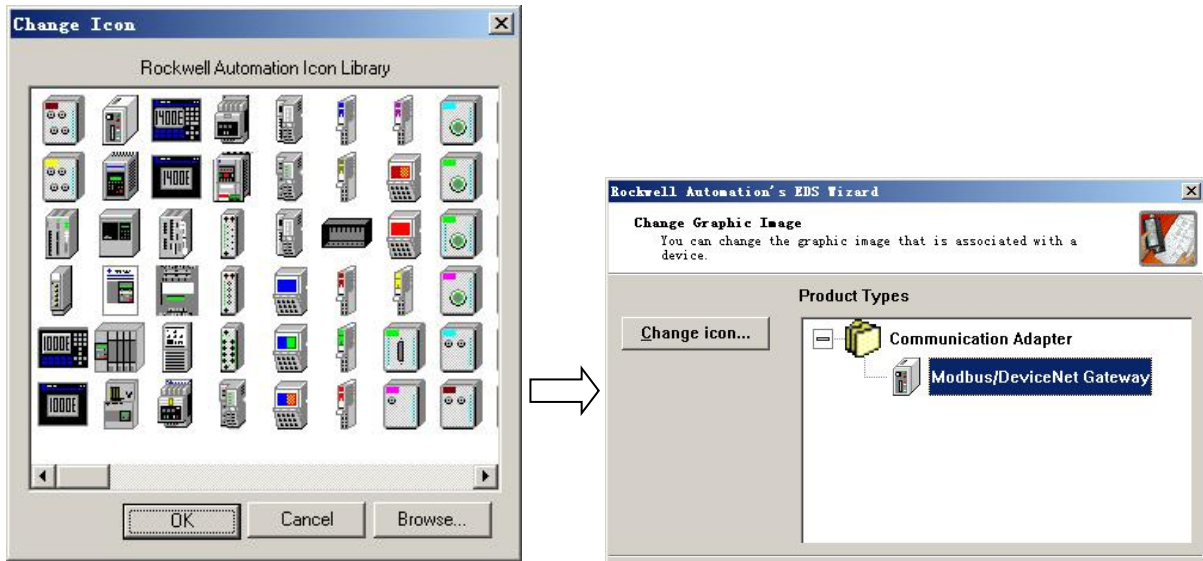 Change Icon
Rockwell Automation Icon Library
1400E
1400E
1000E
1000E
OK
Cancel
Browse...
Rockwell Automation's EDS Wizard
Change Graphic Image
You can change the graphic image that is associated with a
device.
Product Types
Change icon...
Communication Adapter
Modbus/DeviceNet Gateway